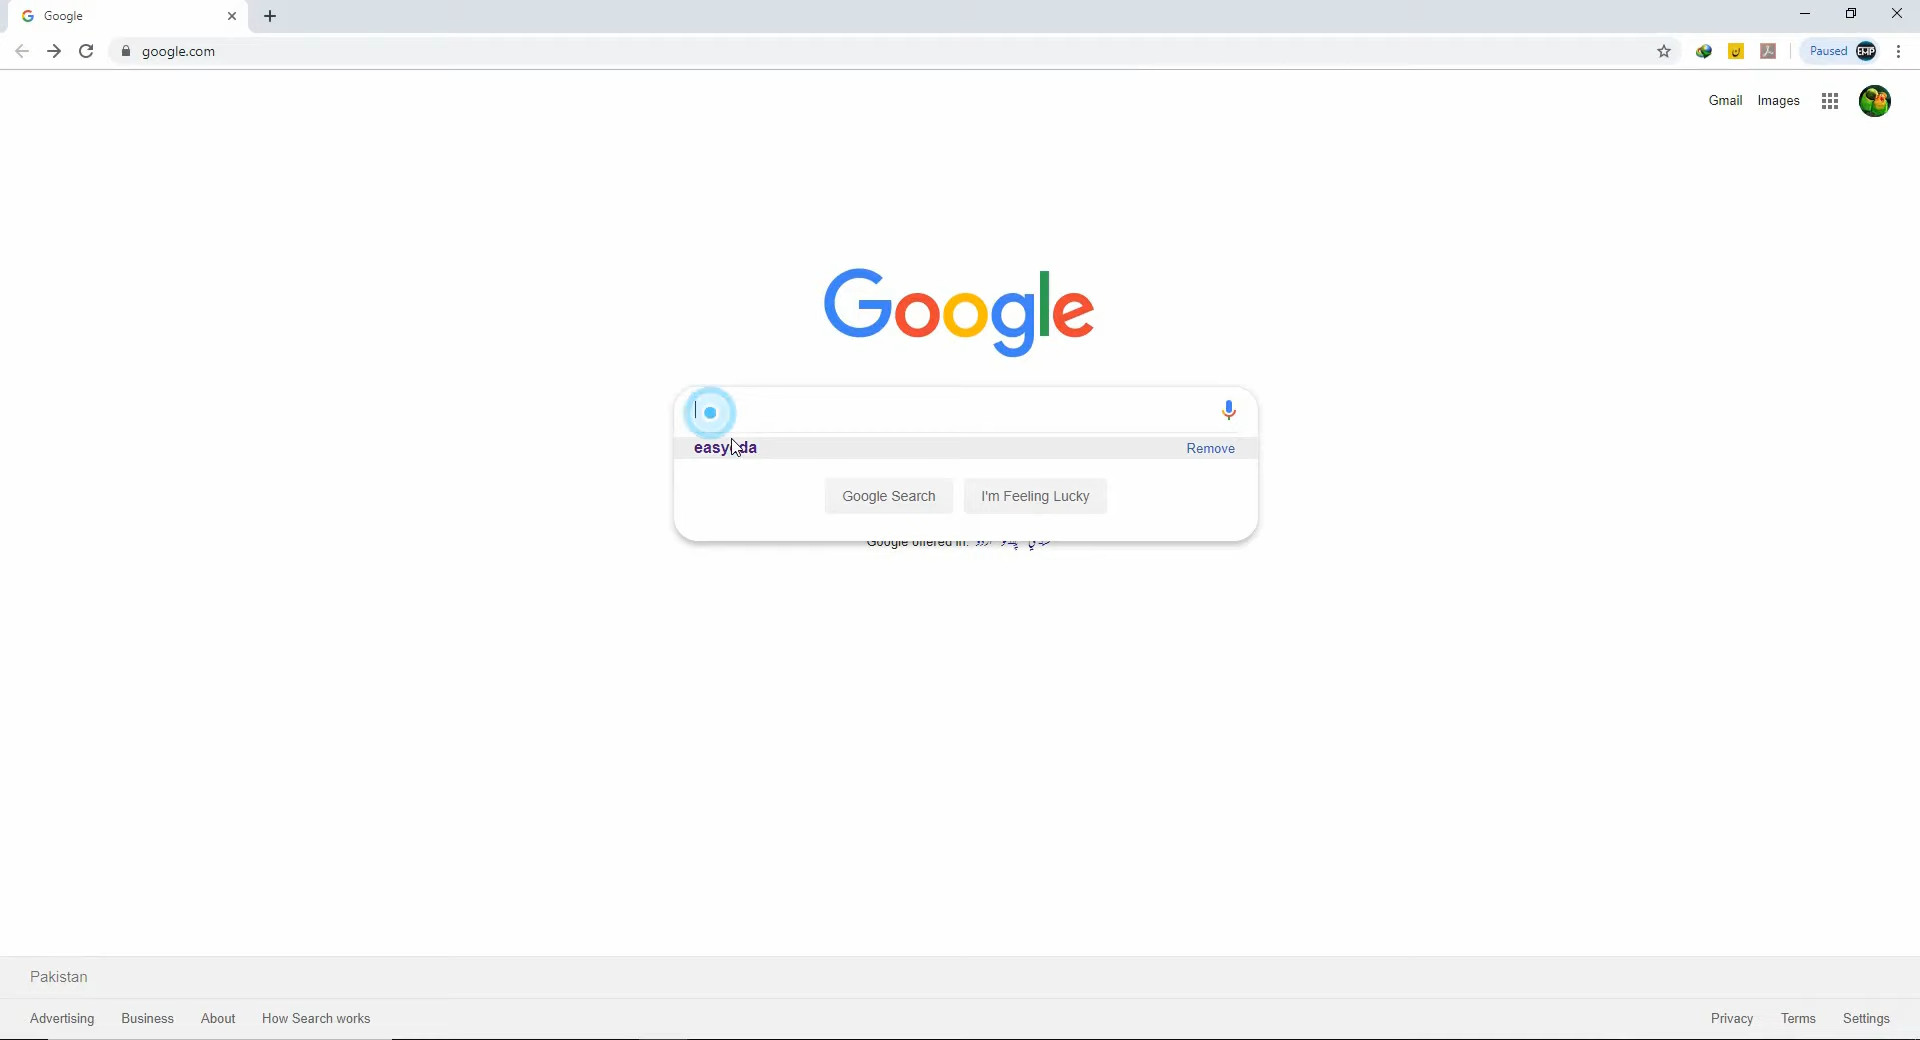 Google
google.com
Paused
Gmail Images
Google
Remove
Google Search I'm Feeling Lucky
Google offered in:
Pakistan
Advertising Business About How Search works
Privacy Terms Settings